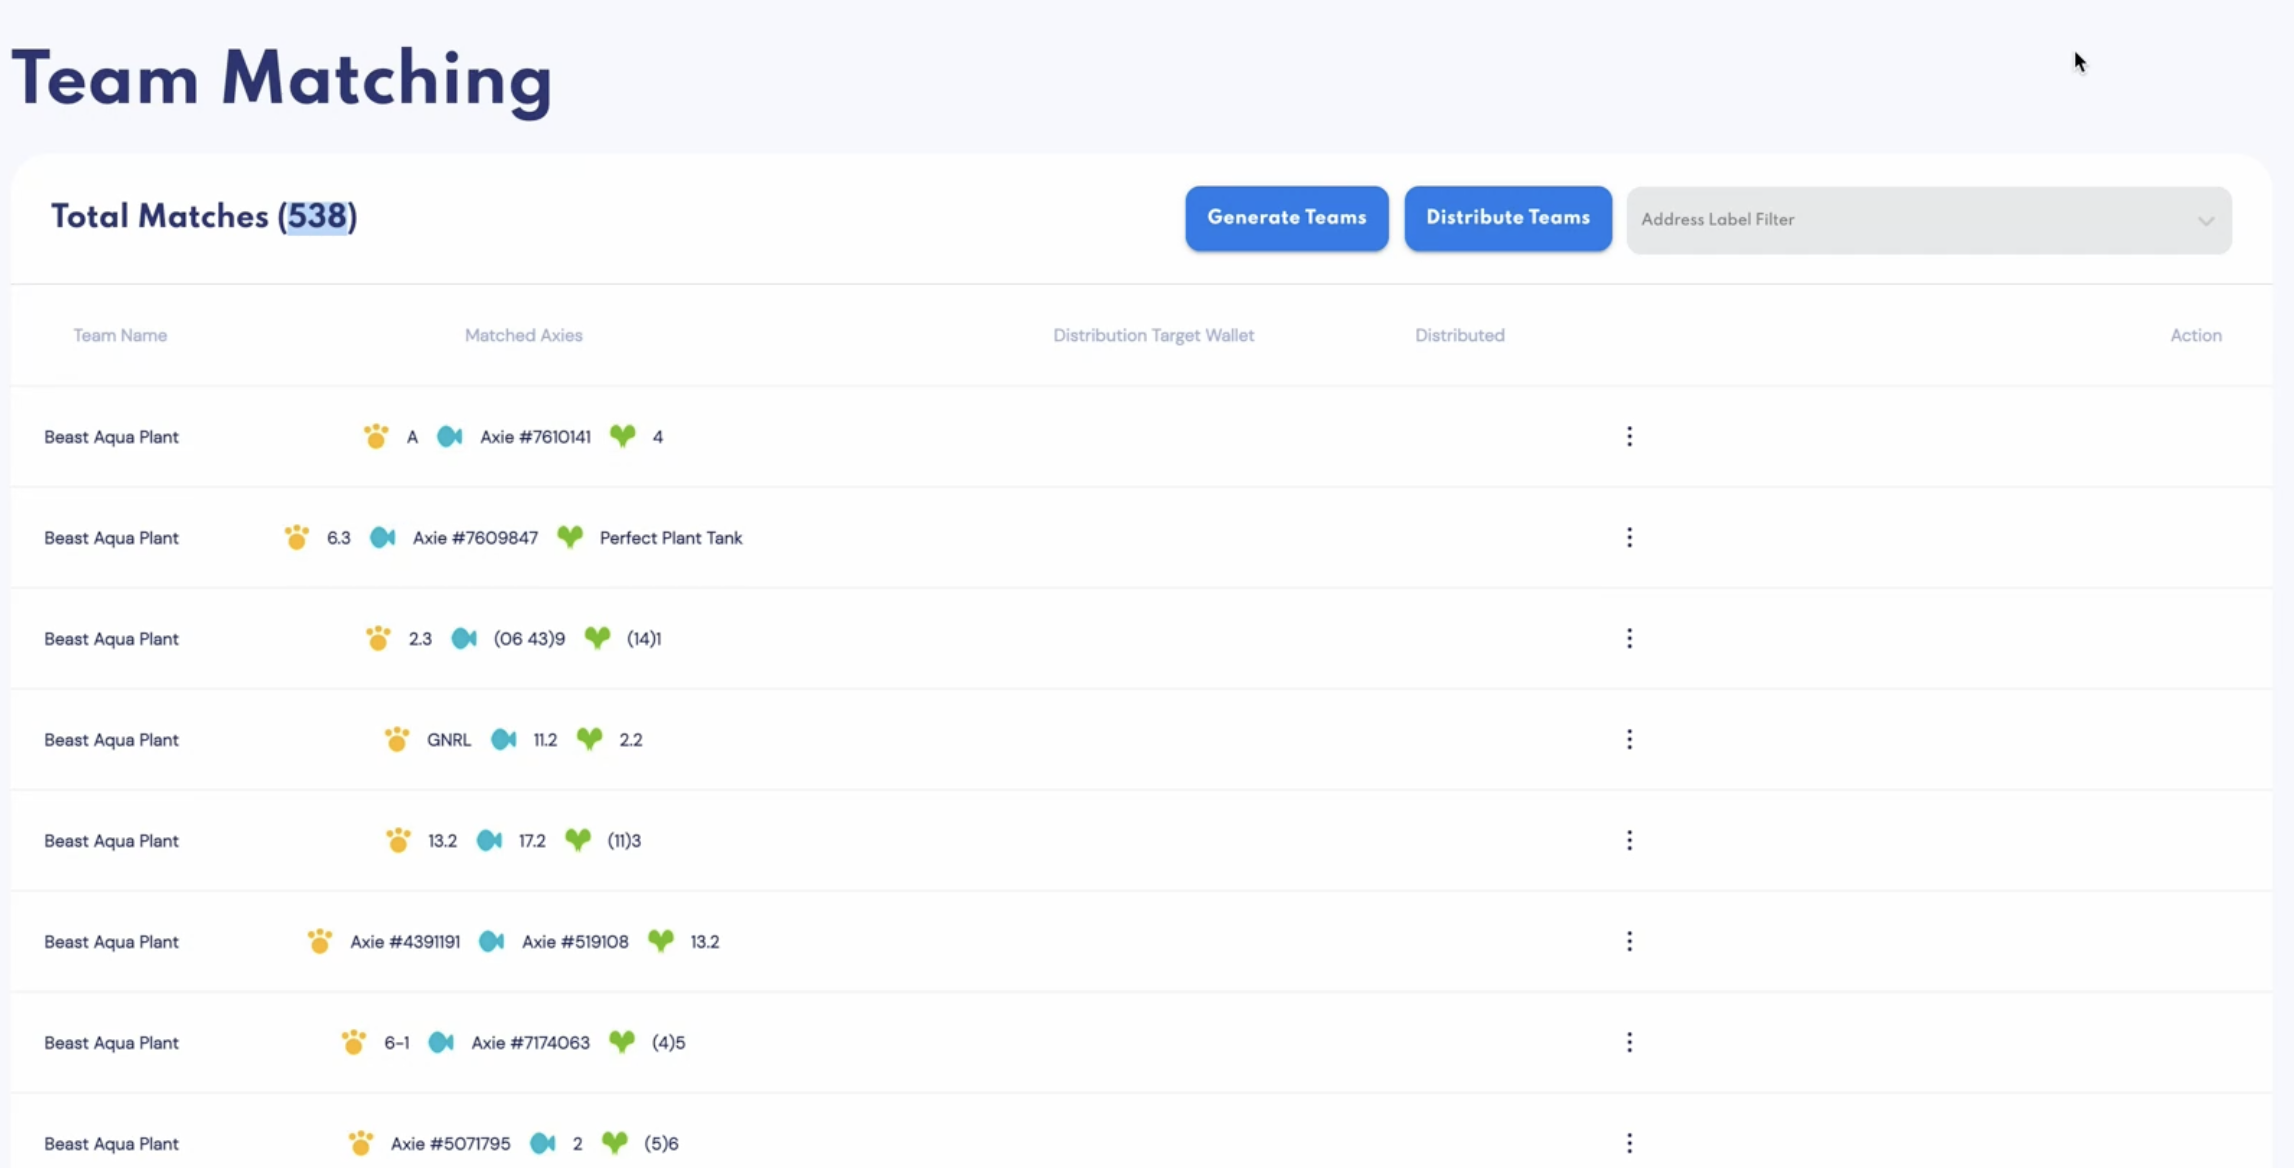 Team Matching
Total Matches (538)
Generate Teams
Distribute Teams
Address Label Filter
Team Name Matched Axies Distribution Target Wallet Distributed Action
Beast Aqua Plant A Axie #7610141 4
Beast Aqua Plant 6.3 Axie #7609847 Perfect Plant Tank
Beast Aqua Plant 2.3 (06 43)9 (14)1
Beast Aqua Plant GNRL 11.2 2.2
Beast Aqua Plant 13.2 17.2 (11)3
Beast Aqua Plant Axie #4391191 Axie #519108 13.2
Beast Aqua Plant 6-1 Axie #7174063 (4)5
Beast Aqua Plant Axie #5071795 2 (5)6